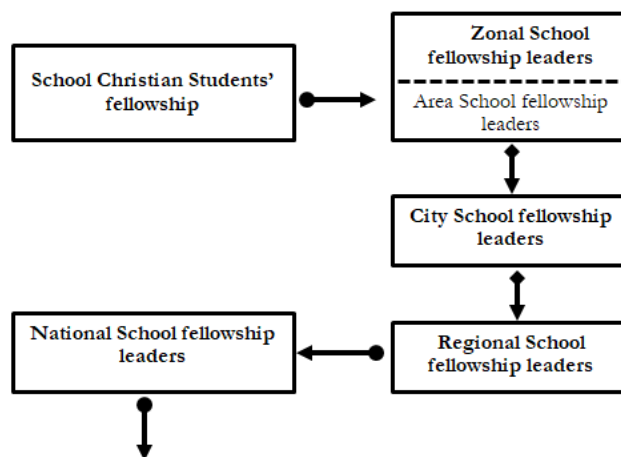 School Christian Students’
fellowship
Zonal School
fellowship leaders
Area School fellowship
leaders
City School fellowship
leaders
National School fellowship
leaders
Regional School
fellowship leaders